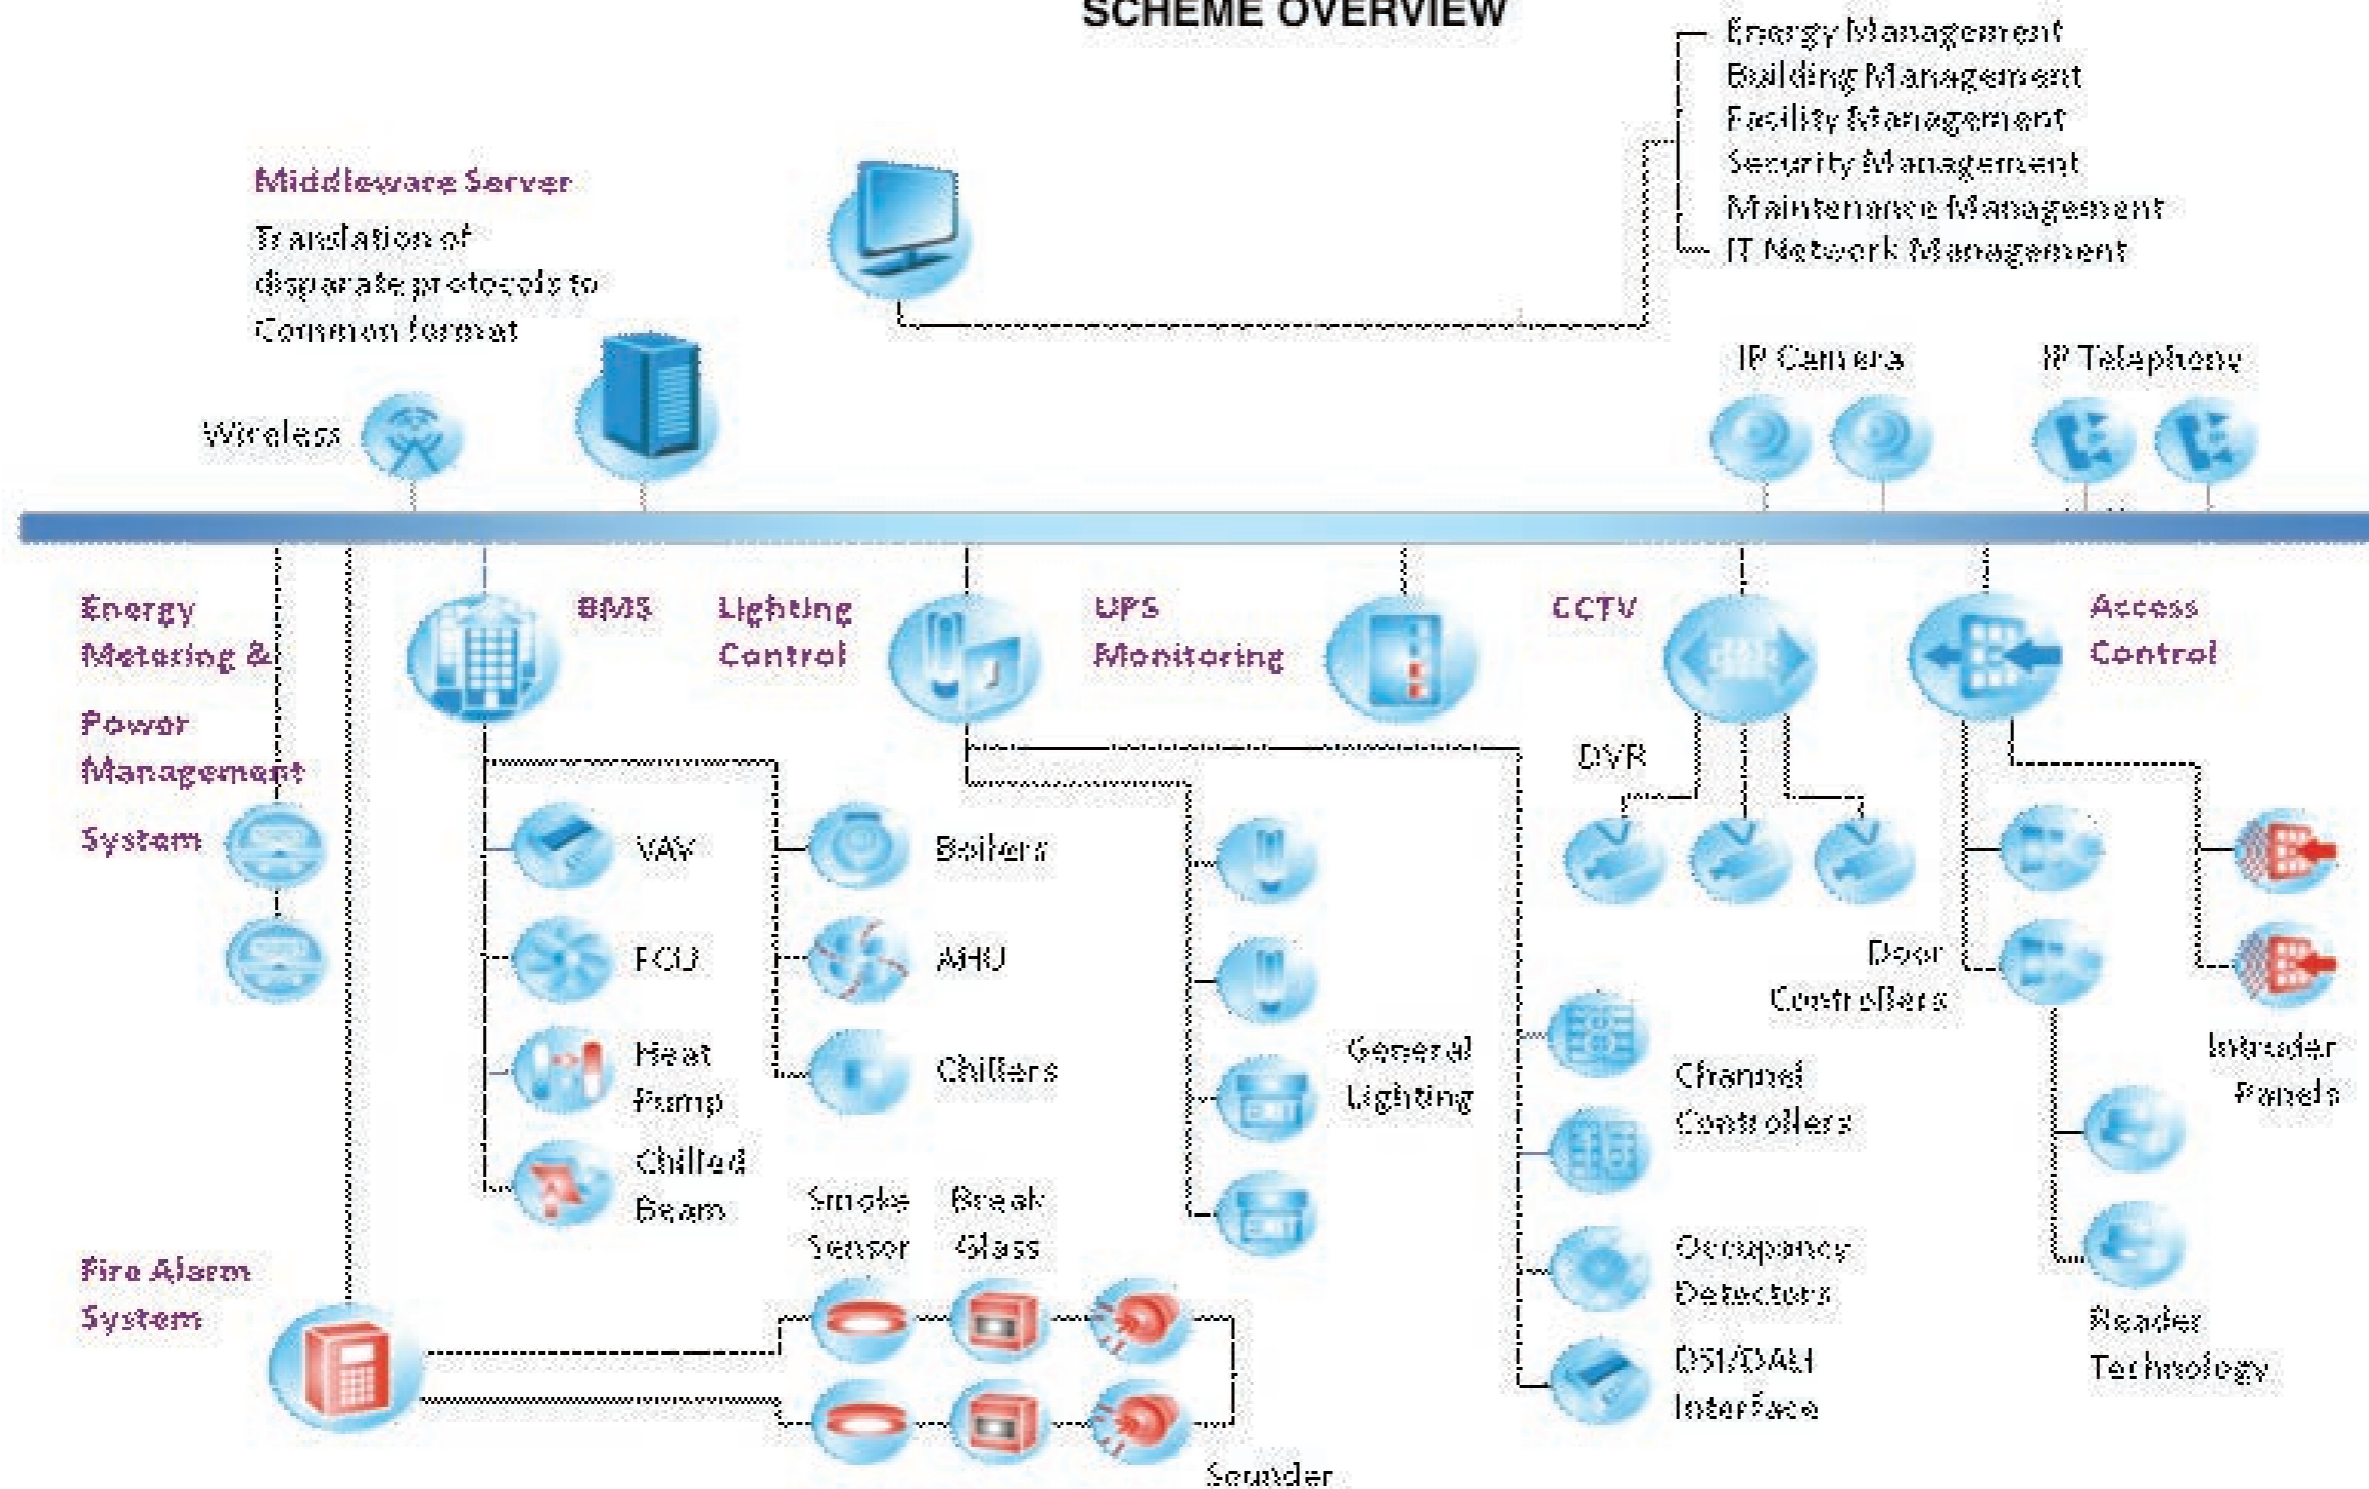 SCHEME OVERVIEW
Energy Management
Building Management
Facility Management
Security Management
Maintenance Management
IT Network Management
Middleware Server
Translation of
disparate protocols to
Common format
Wireless
IP Camera
IP Telephony
Energy
Metering &
Power
Management
System
BMS
Lighting
Control
UPS
Monitoring
CCTV
Access
Control
DVR
VAV
Boilers
FCU
AHU
Heat
Pump
Chillers
Chilled
Beam
General
Lighting
Channel
Controllers
Occupancy
Detectors
DSI/DALI
Interface
Door
Controllers
Intruder
Panels
Reader
Technology
Fire Alarm
System
Smoke
Sensor
Break
Glass
Sounder
EXIT
EXIT